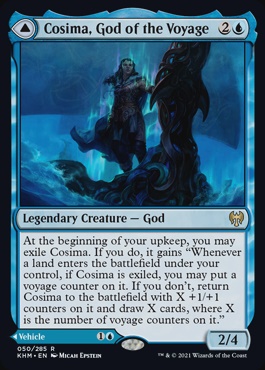 Cosima, God of the Voyage 2
Legendary Creature — God
At the beginning of your upkeep, you may
exile Cosima. If you do, it gains “Whenever
a land enters the battlefield under your
control, if Cosima is exiled, you may put a
voyage counter on it. If you don’t, return
Cosima to the battlefield with X +1/+1
counters on it and draw X cards, where X
is the number of voyage counters on it.”
Vehicle 1
2/4
050/285 R
KHM • EN MICAH EPSTEIN
™ & © 2021 Wizards of the Coast